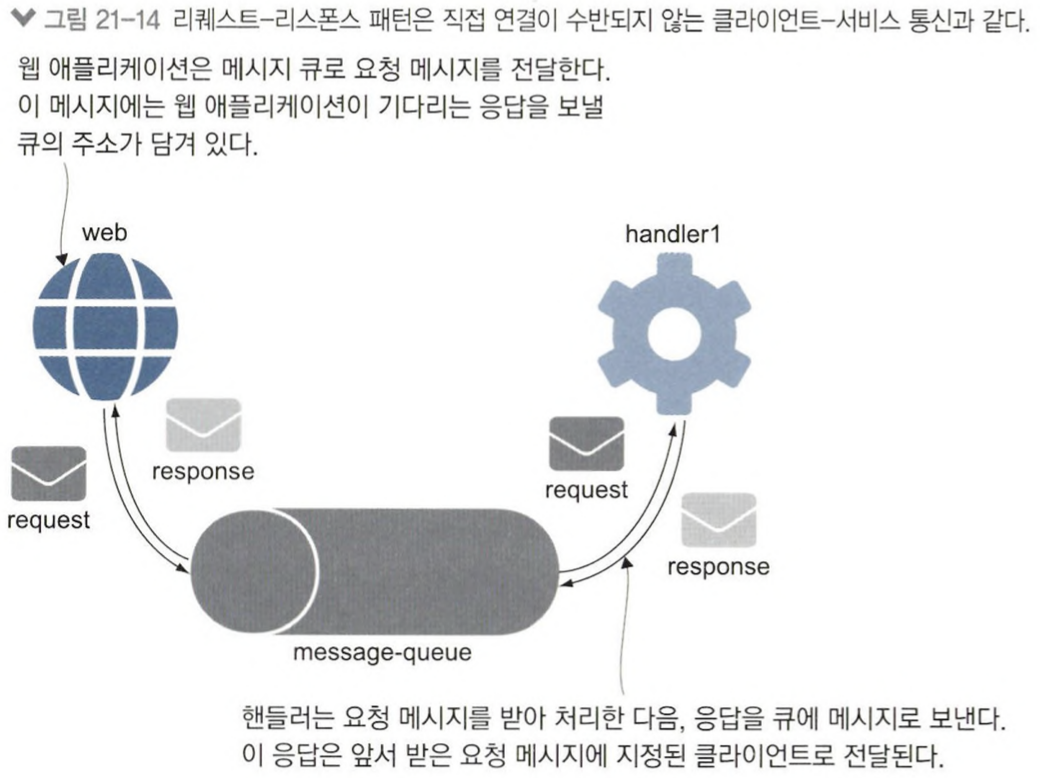 그림 21-14 리퀘스트-리스폰스 패턴은 직접 연결이 수반되지 않는 클라이언트-서비스 통신과 같다.
웹 애플리케이션은 메시지 큐로 요청 메시지를 전달한다.
이 메시지에는 웹 애플리케이션이 기다리는 응답을 보낼
큐의 주소가 담겨 있다.
web
handler1
response
request
request
response
message-queue
핸들러는 요청 메시지를 받아 처리한 다음, 응답을 큐에 메시지로 보낸다.
이 응답은 앞서 받은 요청 메시지에 지정된 클라이언트로 전달된다.